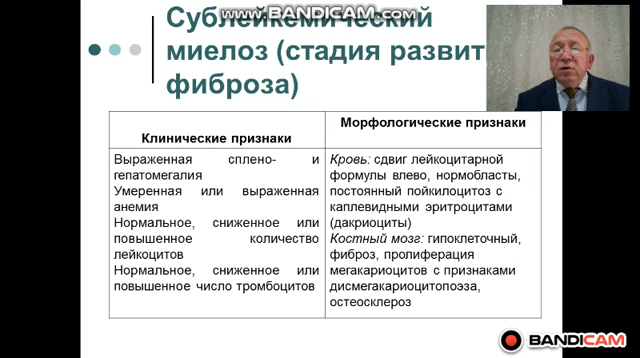 Сублейкемический
www.BANDICAM.com
миелоз (стадия развит
фиброза)
Клинические признаки
Морфологические признаки
Выраженная сплено- и
гепатомегалия
Умеренная или выраженная
анемия
Нормальное, сниженное или
повышенное количество
лейкоцитов
Нормальное, сниженное или
повышенное число тромбоцитов
Кровь: сдвиг лейкоцитарной
формулы влево, нормобласты,
постоянный пойкилоцитоз с
каплевидными эритроцитами
(дакриоциты)
Костный мозг: гипоклеточный,
фиброз, пролиферация
мегакариоцитов с признаками
дисмегакариоцитопоэза,
остеосклероз
BANDICAM